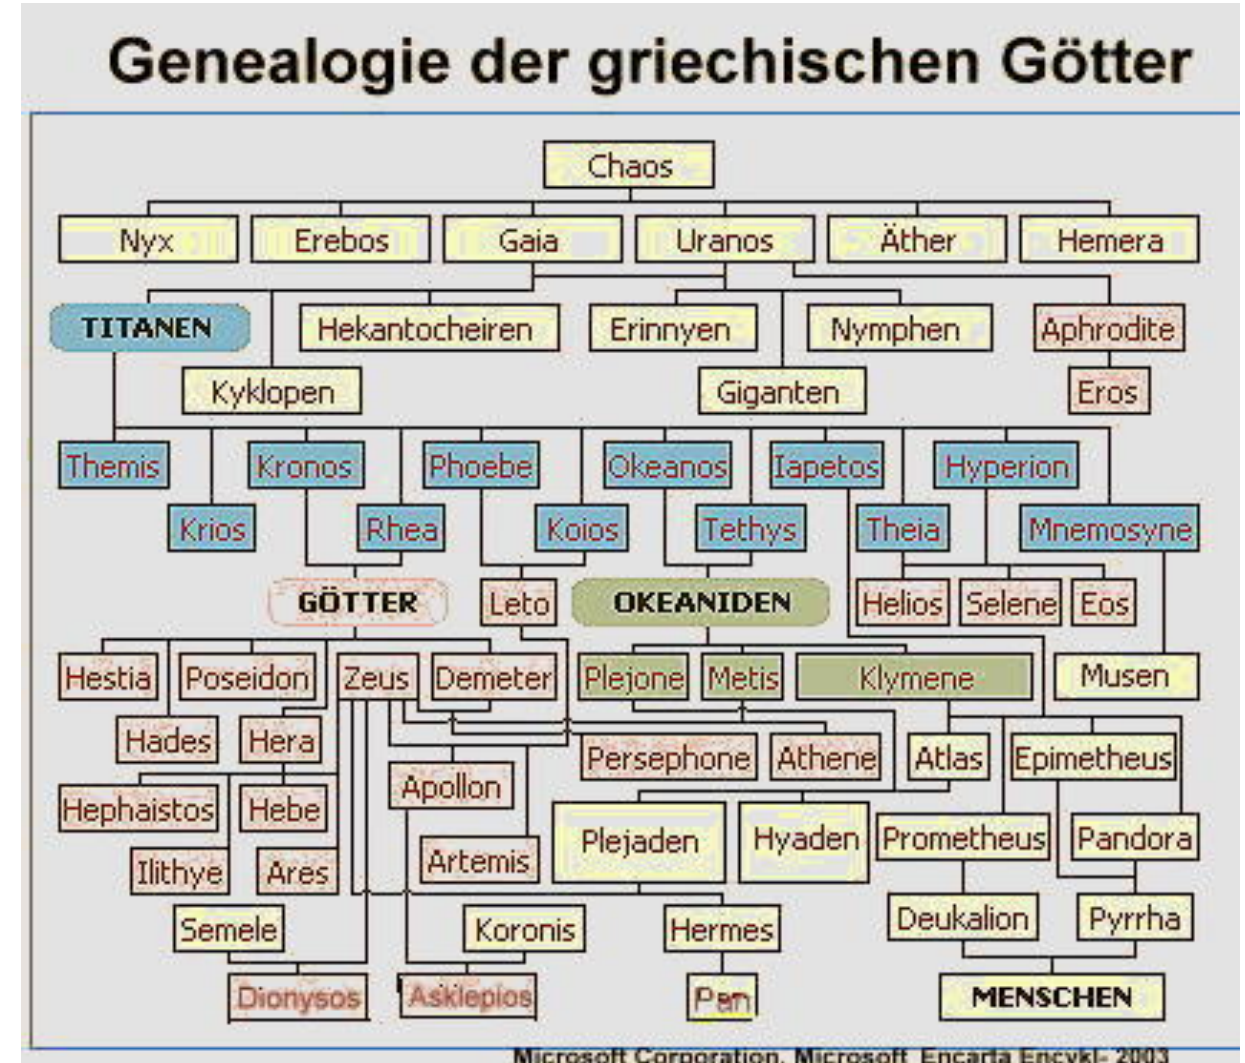 Genealogie der griechischen Götter
Chaos
Nyx Erebos Gaia Uranos Äther Hemera
TITANEN Hekantocheiren Erinnyen Nymphen Aphrodite
Kyklopen Giganten Eros
Themis Kronos Phoebe Okeanos Iapetos Hyperion
Krios Rhea Koios Tethys Theia Mnemosyne
GÖTTER Leto OKEANIDEN Helios Selene Eos
Hestia Poseidon Zeus Demeter Plejone Metis Klymene Musen
Hades Hera Persephone Athene Atlas Epimetheus
Hephaistos Hebe Apollon Plejaden Hyaden Prometheus Pandora
Ilithye Ares Artemis
Semele Koronis Hermes Deukalion Pyrrha
Dionysos Asklepios Pan MENSCHEN
Microsoft Corporation, Microsoft Encarta Encykl- 2003